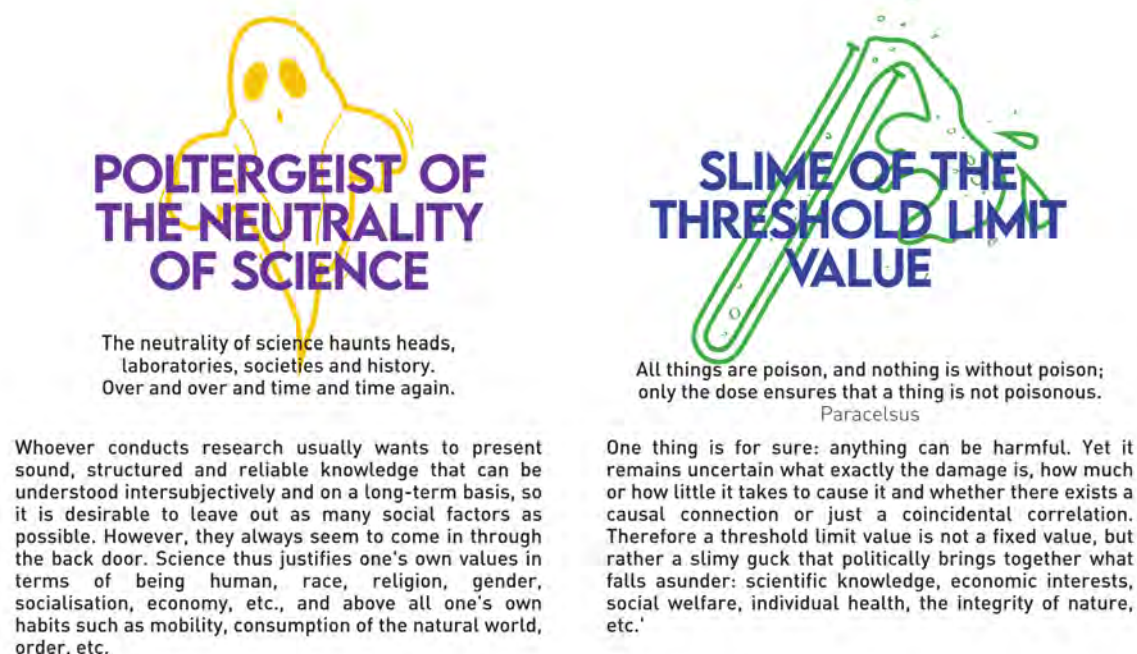 POLTERGEIST OF
THE NEUTRALITY
OF SCIENCE
The neutrality of science haunts heads,
laboratories, societies and history.
Over and over and time and time again.
Whoever conducts research usually wants to present
sound, structured and reliable knowledge that can be
understood intersubjectively and on a long-term basis, so
it is desirable to leave out as many social factors as
possible. However, they always seem to come in through
the back door. Science thus justifies one's own values in
terms of being human, race, religion, gender,
socialisation, economy, etc., and above all one's own
habits such as mobility, consumption of the natural world,
order, etc.
SLIME OF THE
THRESHOLD LIMIT
VALUE
All things are poison, and nothing is without poison;
only the dose ensures that a thing is not poisonous.
Paracelsus
One thing is for sure: anything can be harmful. Yet it
remains uncertain what exactly the damage is, how much
or how little it takes to cause it and whether there exists a
causal connection or just a coincidental correlation.
Therefore a threshold limit value is not a fixed value, but
rather a slimy guck that politically brings together what
falls asunder: scientific knowledge, economic interests,
social welfare, individual health, the integrity of nature,
etc.'